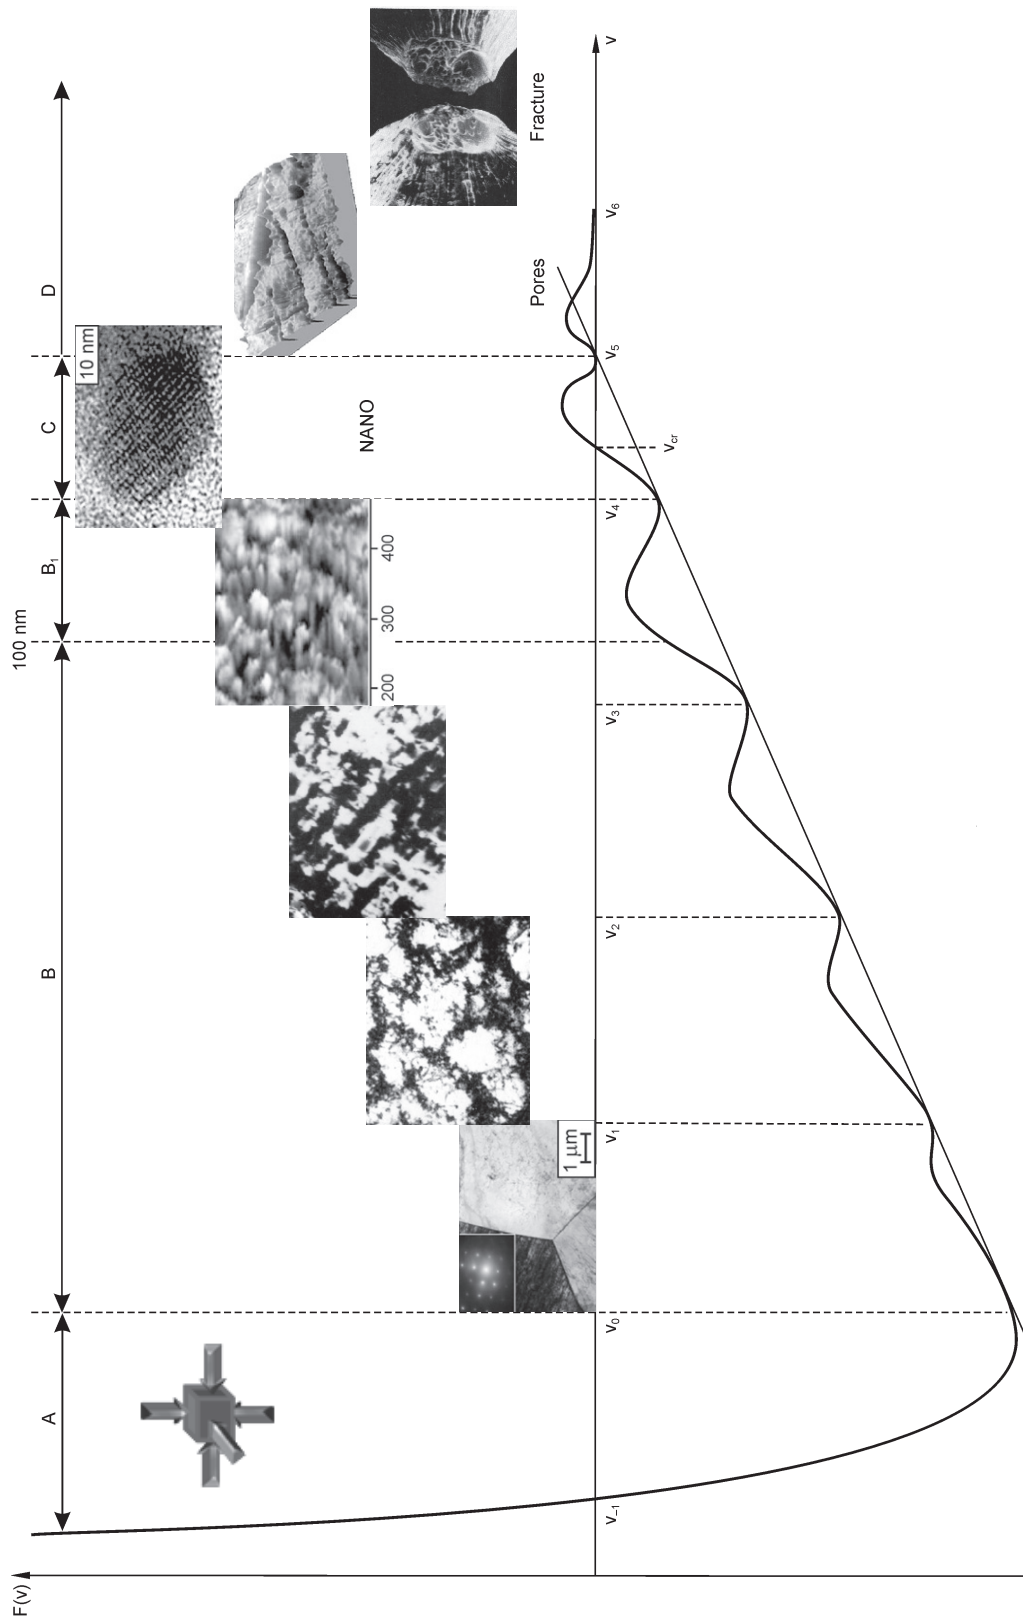 F(v)
100 nm
A
B
B₁
C
D
10 nm
NANO
200 300 400
1 µm
Pores
Fracture
v₋₁
v₀
v₁
v₂
v₃
v₄
v_cr
v₅
v₆
v